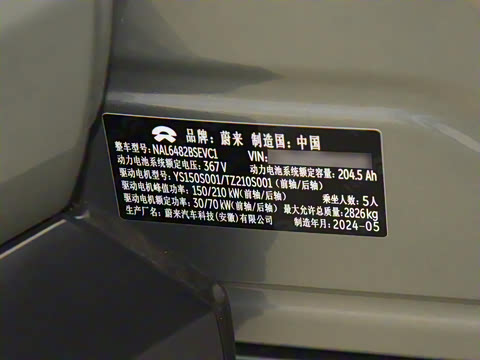 品牌：蔚来 制造国：中国
整车型号：NAL6482BSEVC1 VIN：
动力电池系统额定电压：367V 动力电池系统额定容量：204.5 Ah
驱动电机型号：YS150S001/TZ210S001（前轴/后轴）
驱动电机峰值功率：150/210 kW（前轴/后轴） 乘坐人数：5人
驱动电机额定功率：30/70 kW（前轴/后轴） 最大允许总质量：2826kg
生产厂名：蔚来汽车科技（安徽）有限公司 制造年月：2024-05